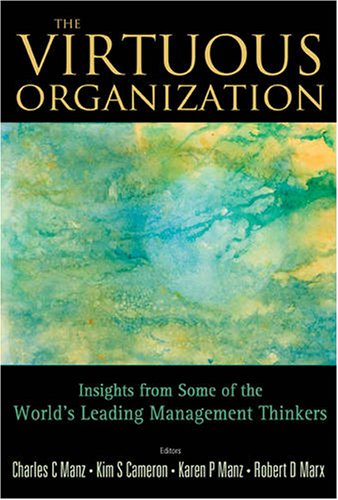 THE
VIRTUOUS
ORGANIZATION
Insights from Some of the
World's Leading Management Thinkers
Editors
Charles C Manz • Kim S Cameron • Karen P Manz • Robert D Marx